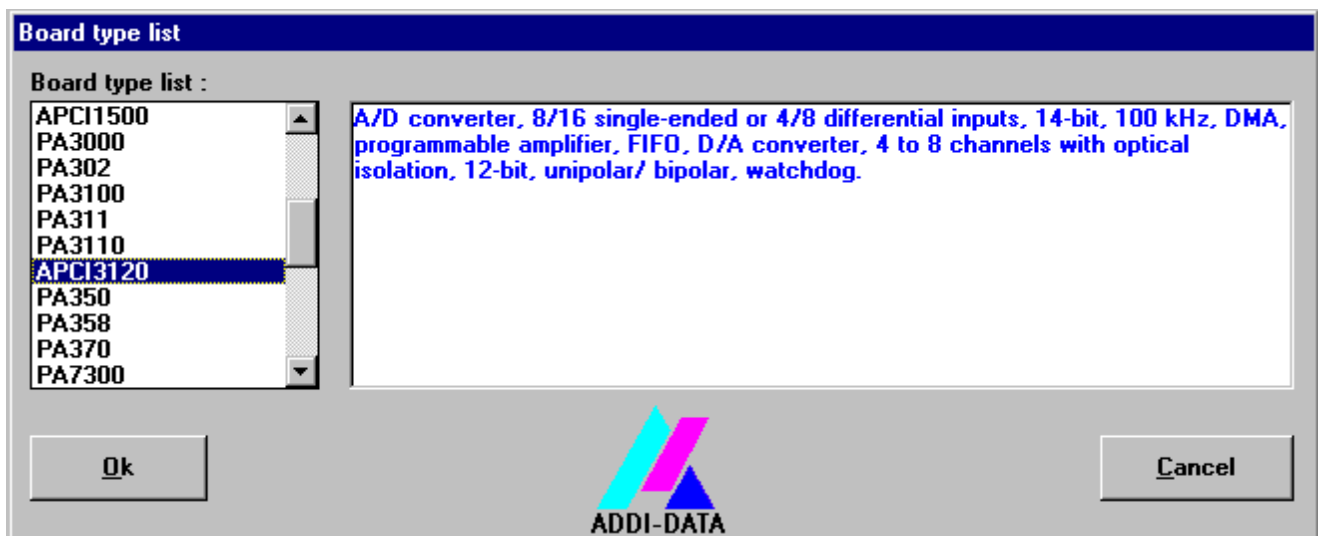 Board type list
Board type list :
APCI1500
PA3000
PA302
PA3100
PA311
PA3110
APCI3120
PA350
PA358
PA370
PA7300
A/D converter, 8/16 single-ended or 4/8 differential inputs, 14-bit, 100 kHz, DMA,
programmable amplifier, FIFO, D/A converter, 4 to 8 channels with optical
isolation, 12-bit, unipolar/ bipolar, watchdog.
Ok
ADDI-DATA
Cancel